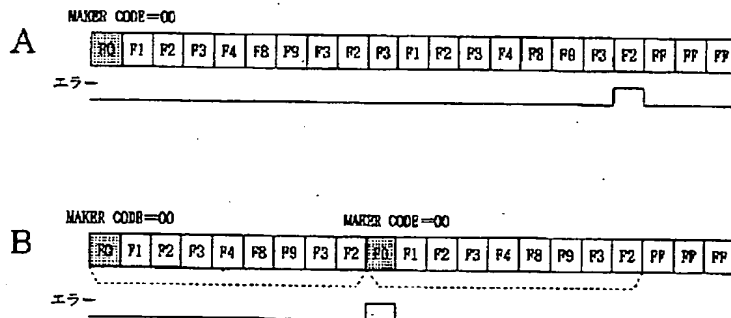 MAKER CODE=00
A
F0 F1 F2 F3 F4 F8 F9 F3 F2 F3 F1 F2 F3 F4 F8 F9 F3 F2 FF FF FF
エラー
MAKER CODE=00 MAKER CODE=00
B
F0 F1 F2 F3 F4 F8 F9 F3 F2 F0 F1 F2 F3 F4 F8 F9 F3 F2 FF FF FF
エラー